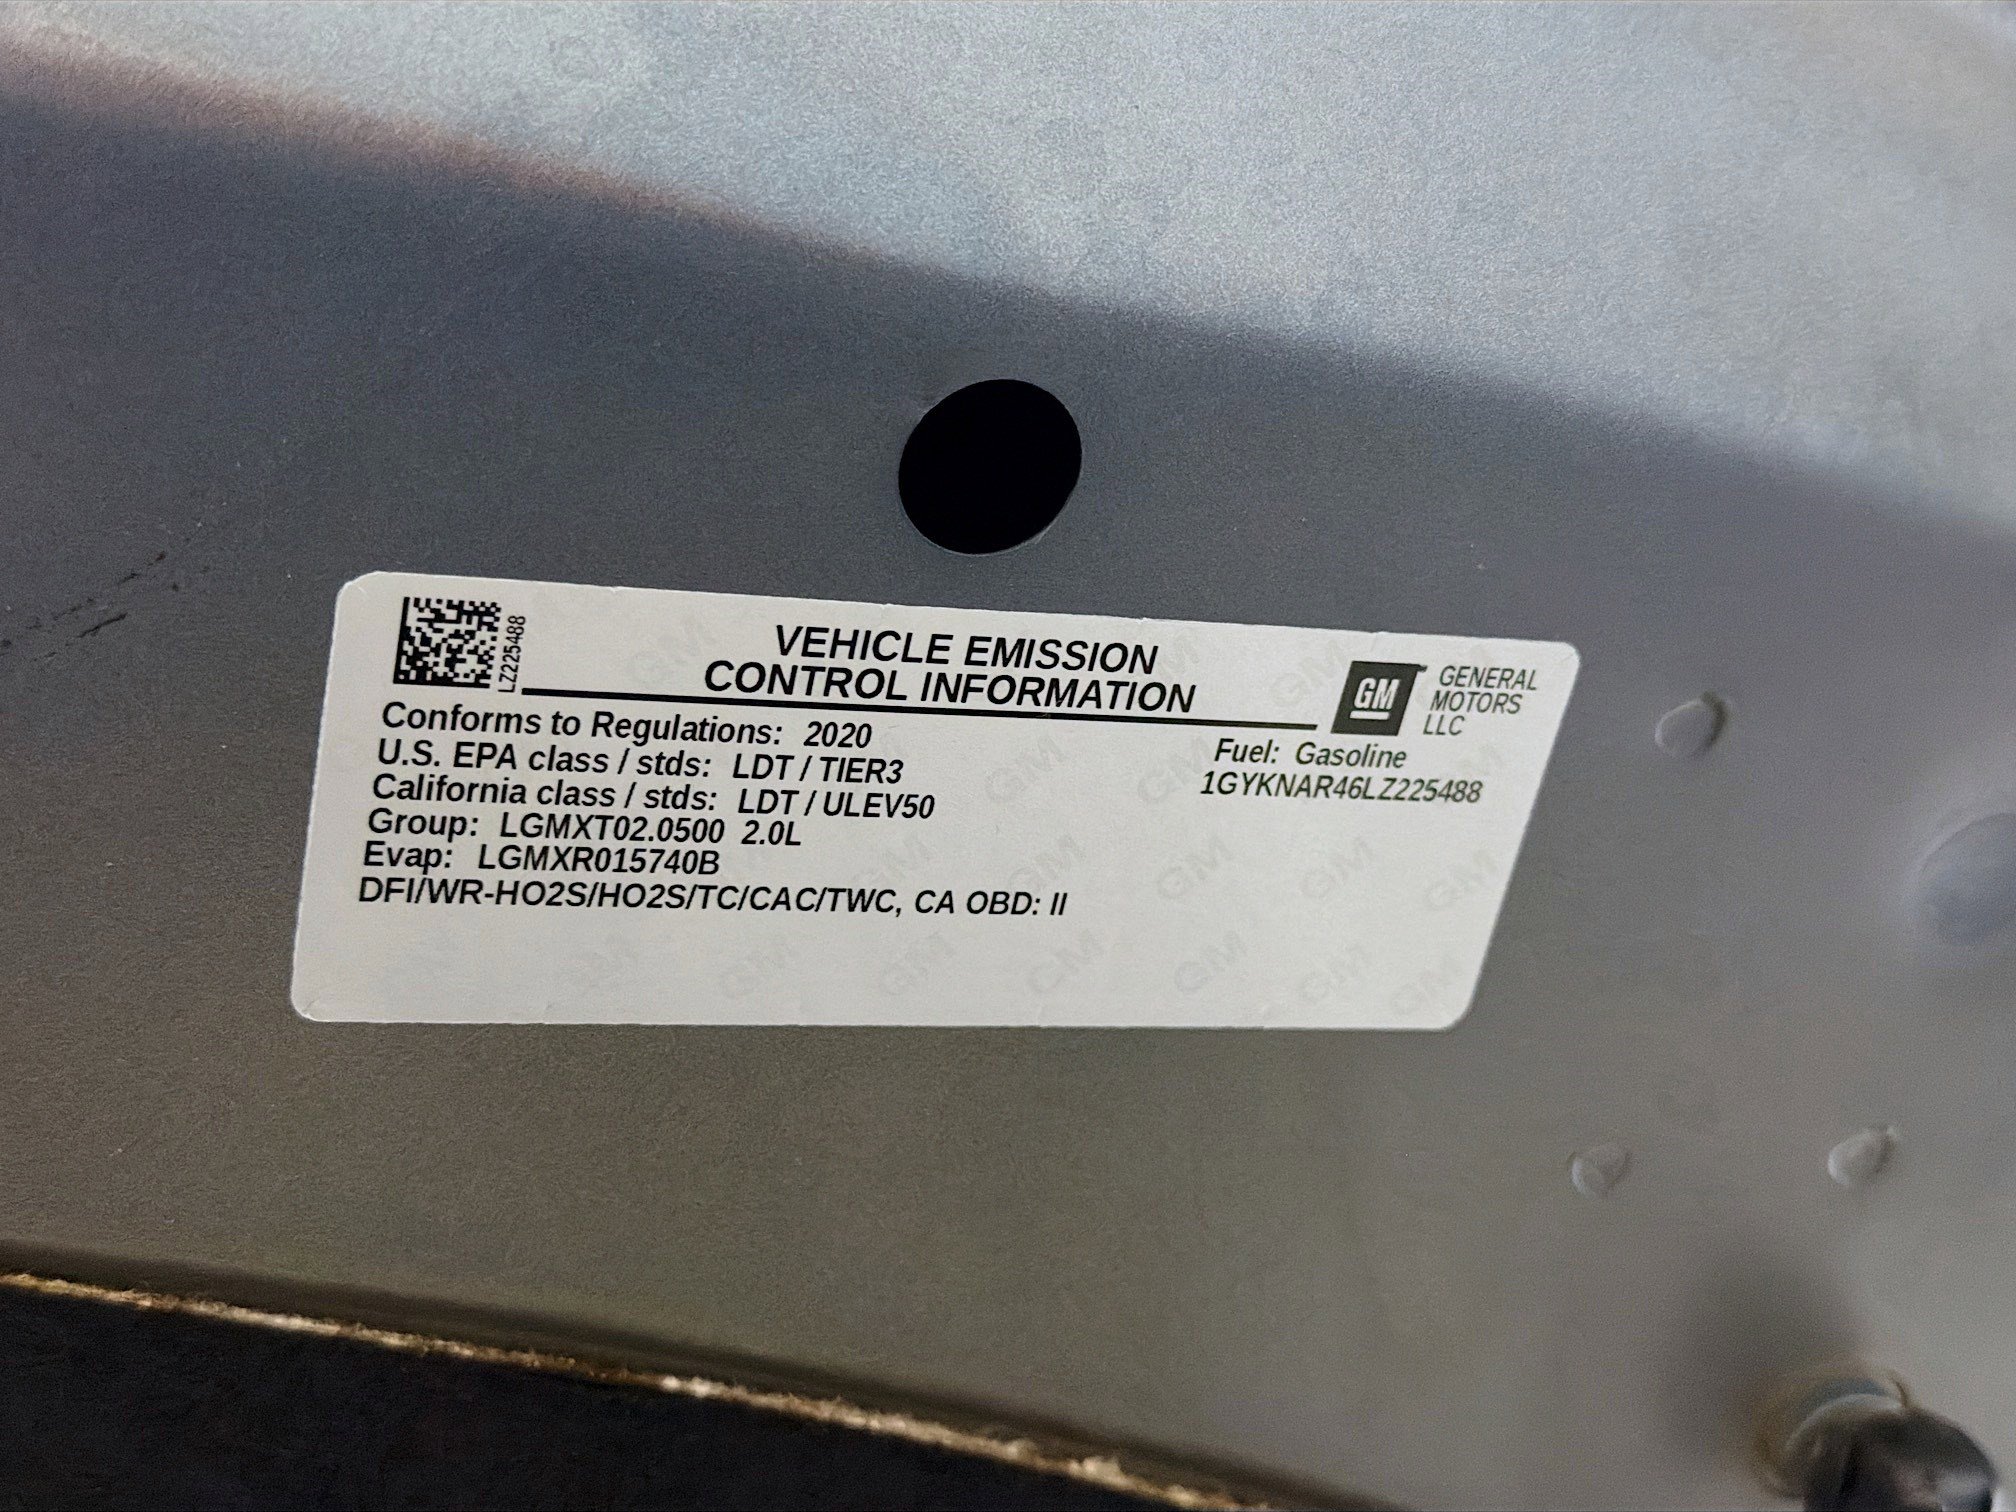 LZ225488
VEHICLE EMISSION
CONTROL INFORMATION
GM
GENERAL
MOTORS
LLC
Conforms to Regulations: 2020
U.S. EPA class / stds: LDT / TIER3
California class / stds: LDT / ULEV50
Group: LGMXT02.0500 2.0L
Evap: LGMXR015740B
DFI/WR-HO2S/HO2S/TC/CAC/TWC, CA OBD: II
Fuel: Gasoline
1GYKNAR46LZ225488